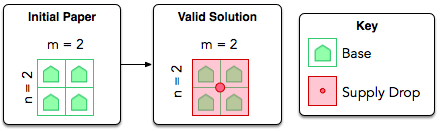 Initial Paper
m = 2
n = 2
Valid Solution
m = 2
n = 2
Key
Base
Supply Drop